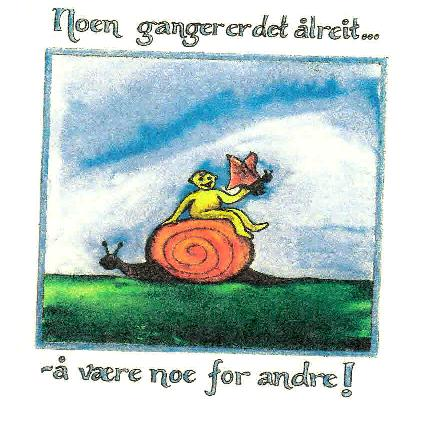 Noen ganger er det ålreit...
-å være noe for andre!